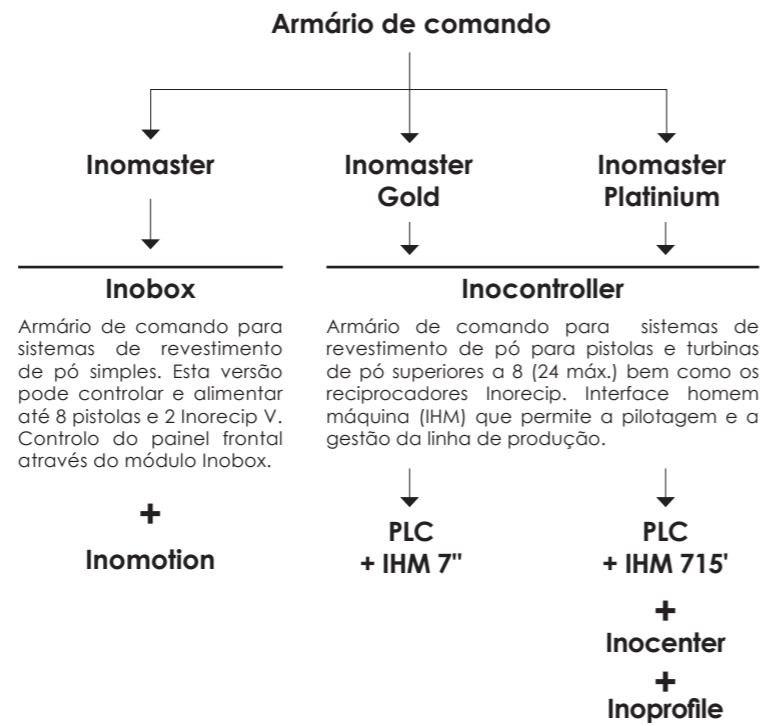 Armário de comando
Inomaster
Inomaster
Gold
Inomaster
Platinium
Inobox
Armário de comando para
sistemas de revestimento
de pó simples. Esta versão
pode controlar e alimentar
até 8 pistolas e 2 Inorecip V.
Controlo do painel frontal
através do módulo Inobox.
+
Inomotion
Inocontroller
Armário de comando para sistemas de
revestimento de pó para pistolas e turbinas
de pó superiores a 8 (24 máx.) bem como os
reciprocadores Inorecip. Interface homem
máquina (IHM) que permite a pilotagem e a
gestão da linha de produção.
PLC
+ IHM 7"
PLC
+ IHM 715'
+
Inocenter
+
Inoprofile